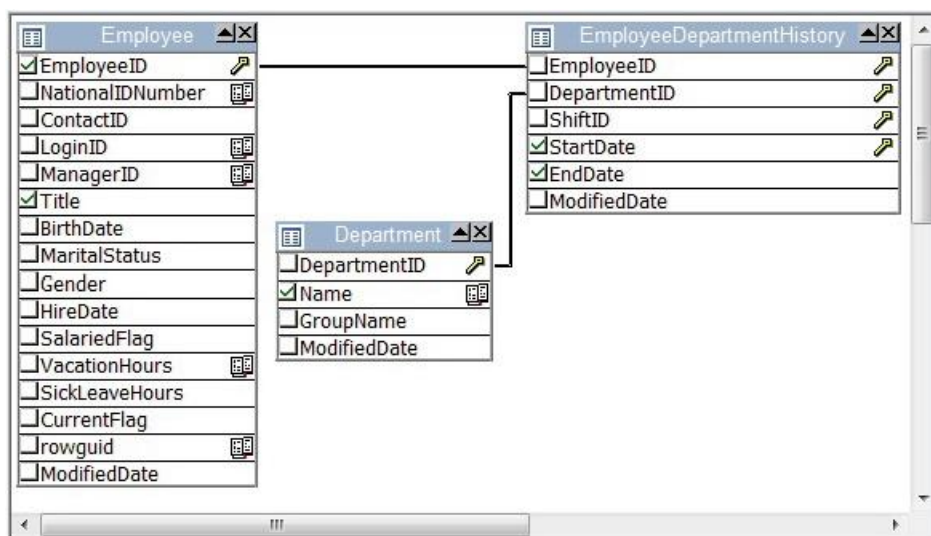 Employee
EmployeeID
NationalIDNumber
ContactID
LoginID
ManagerID
Title
BirthDate
MaritalStatus
Gender
HireDate
SalariedFlag
VacationHours
SickLeaveHours
CurrentFlag
rowguid
ModifiedDate
Department
DepartmentID
Name
GroupName
ModifiedDate
EmployeeDepartmentHistory
EmployeeID
DepartmentID
ShiftID
StartDate
EndDate
ModifiedDate